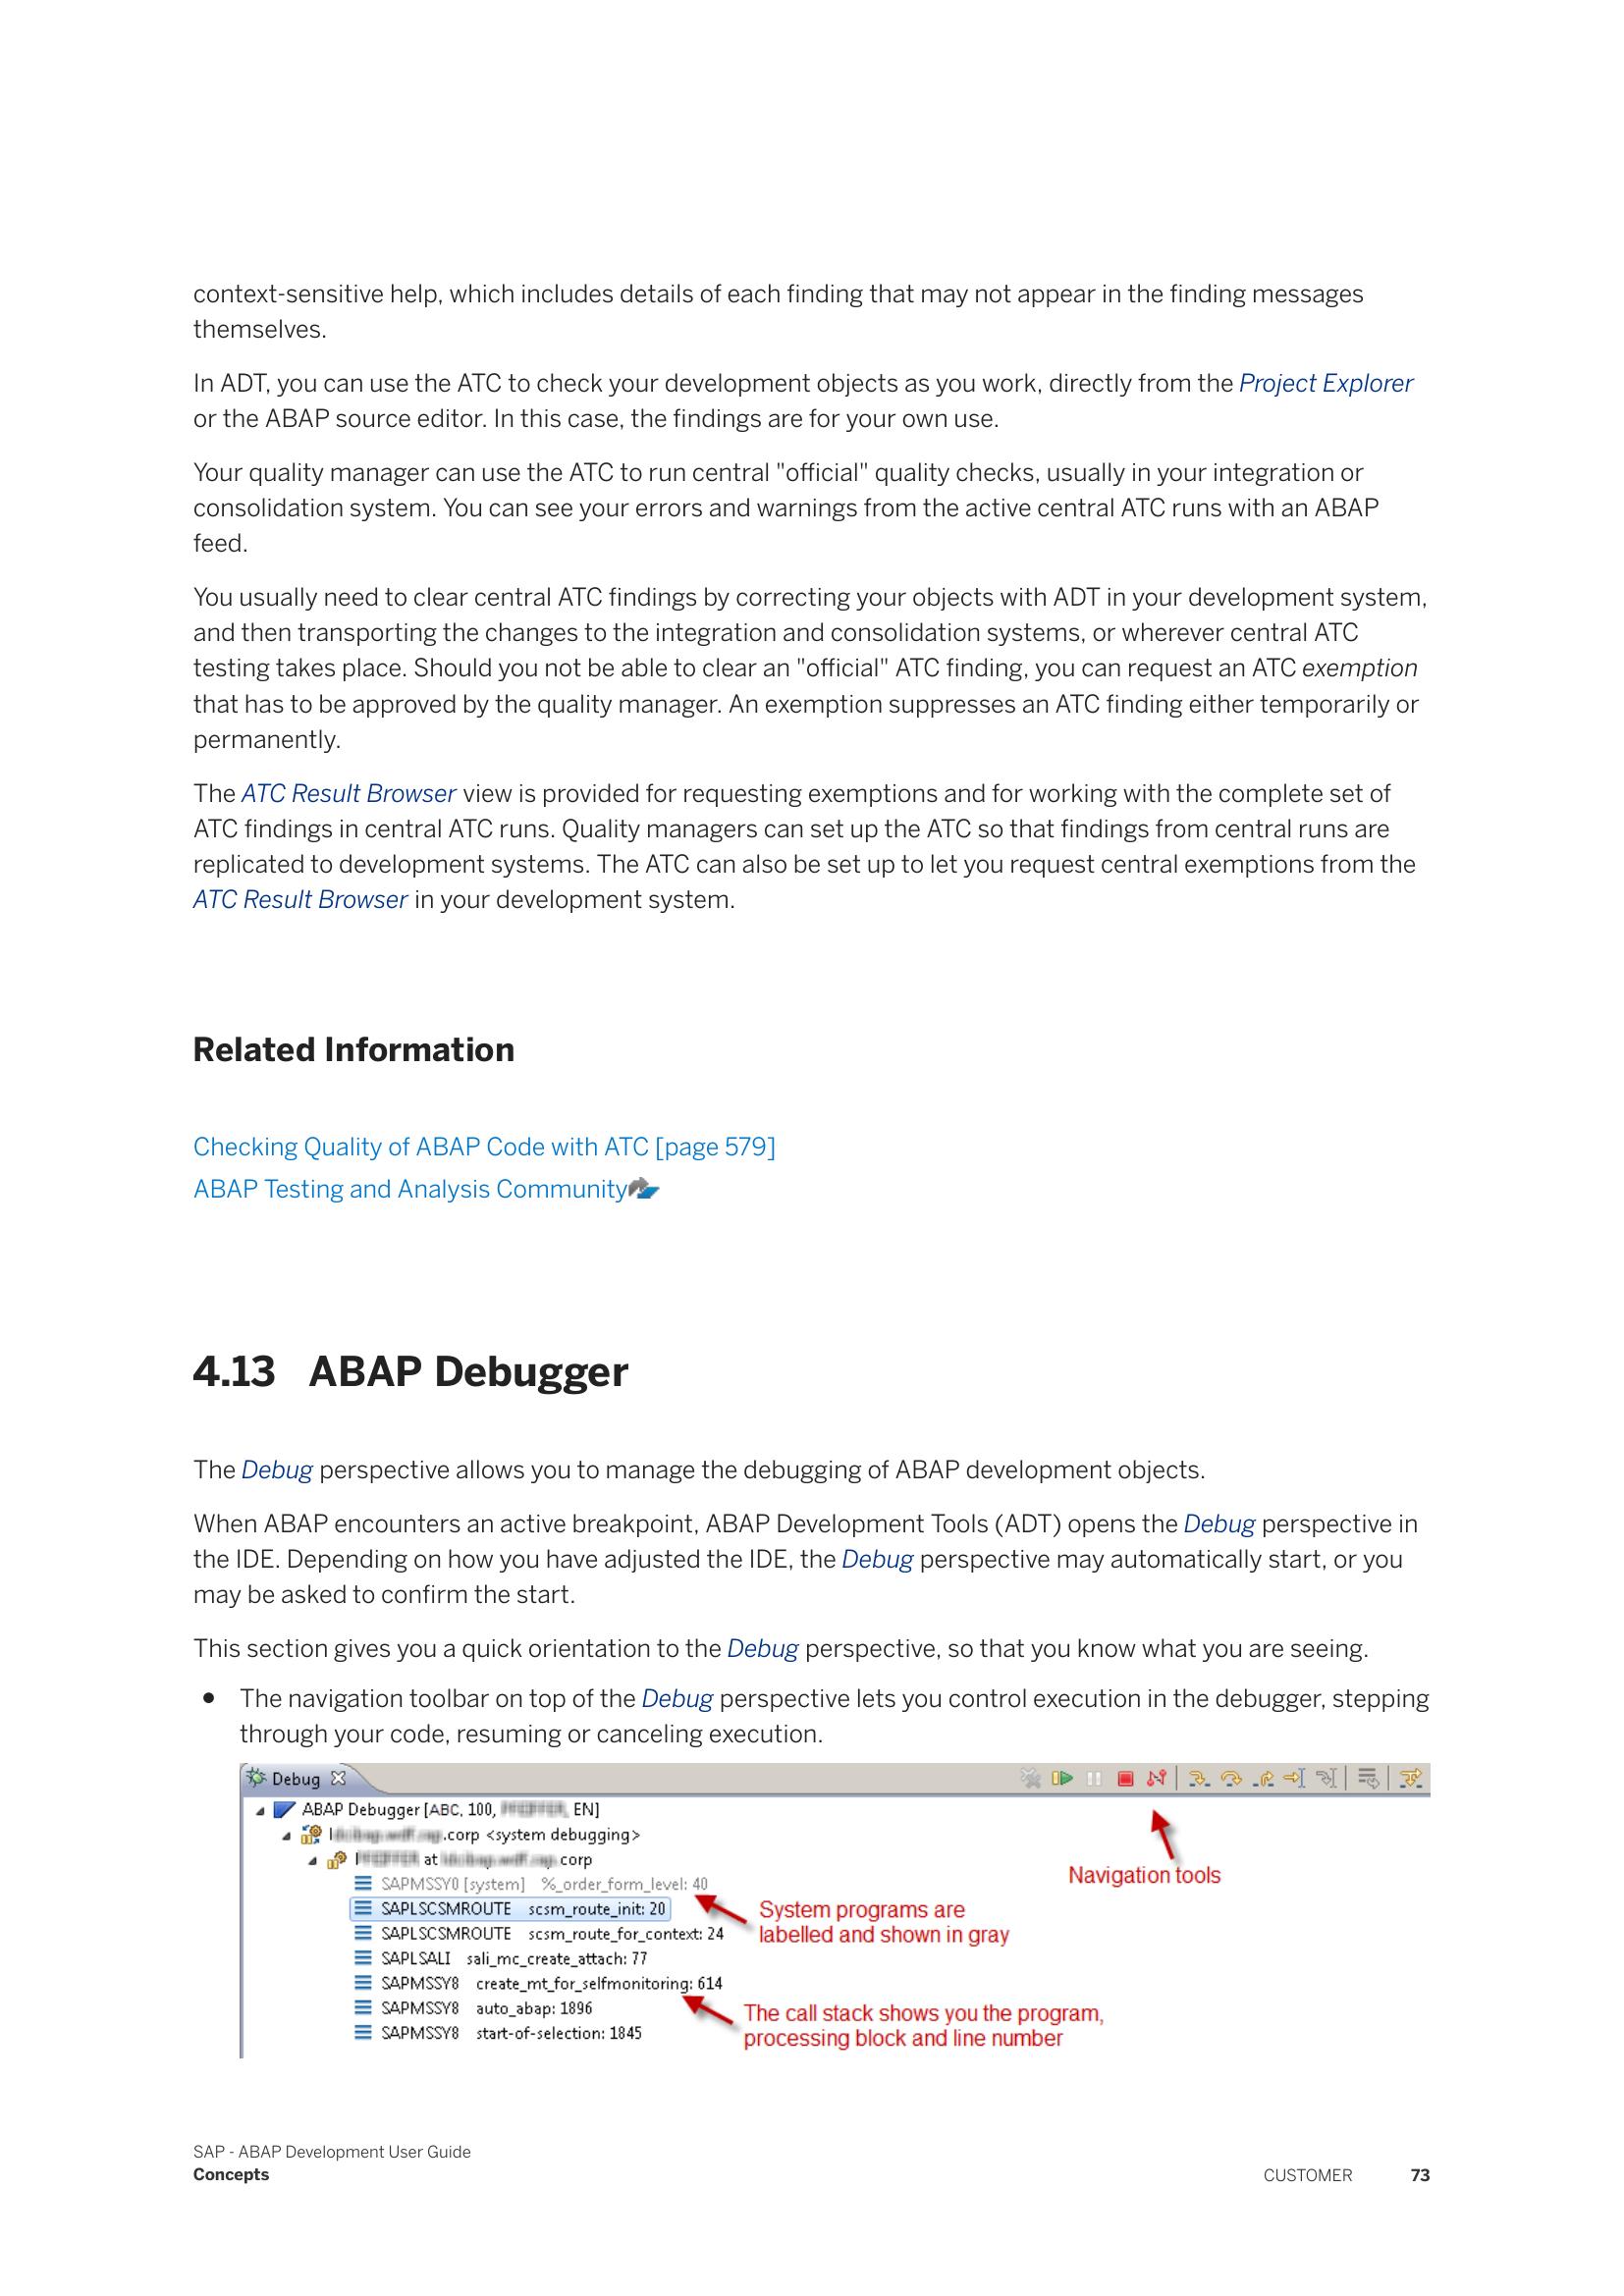 context-sensitive help, which includes details of each finding that may not appear in the finding messages
themselves.
In ADT, you can use the ATC to check your development objects as you work, directly from the Project Explorer
or the ABAP source editor. In this case, the findings are for your own use.
Your quality manager can use the ATC to run central "official" quality checks, usually in your integration or
consolidation system. You can see your errors and warnings from the active central ATC runs with an ABAP
feed.
You usually need to clear central ATC findings by correcting your objects with ADT in your development system,
and then transporting the changes to the integration and consolidation systems, or wherever central ATC
testing takes place. Should you not be able to clear an "official" ATC finding, you can request an ATC exemption
that has to be approved by the quality manager. An exemption suppresses an ATC finding either temporarily or
permanently.
The ATC Result Browser view is provided for requesting exemptions and for working with the complete set of
ATC findings in central ATC runs. Quality managers can set up the ATC so that findings from central runs are
replicated to development systems. The ATC can also be set up to let you request central exemptions from the
ATC Result Browser in your development system.
Related Information
Checking Quality of ABAP Code with ATC [page 579]
ABAP Testing and Analysis Community
4.13 ABAP Debugger
The Debug perspective allows you to manage the debugging of ABAP development objects.
When ABAP encounters an active breakpoint, ABAP Development Tools (ADT) opens the Debug perspective in
the IDE. Depending on how you have adjusted the IDE, the Debug perspective may automatically start, or you
may be asked to confirm the start.
This section gives you a quick orientation to the Debug perspective, so that you know what you are seeing.
● The navigation toolbar on top of the Debug perspective lets you control execution in the debugger, stepping
through your code, resuming or canceling execution.
Debug
ABAP Debugger [ABC, 100, EN]
.corp <system debugging>
at corp
SAPMSSY0 [system] %_order_form_level: 40
SAPLSCSMROUTE scsm_route_init: 20
SAPLSCSMROUTE scsm_route_for_context: 24
SAPLSALI sali_mc_create_attach: 77
SAPMSSY8 create_mt_for_selfmonitoring: 614
SAPMSSY8 auto_abap: 1896
SAPMSSY8 start-of-selection: 1845
Navigation tools
System programs are
labelled and shown in gray
The call stack shows you the program,
processing block and line number
SAP - ABAP Development User Guide
Concepts
CUSTOMER 73